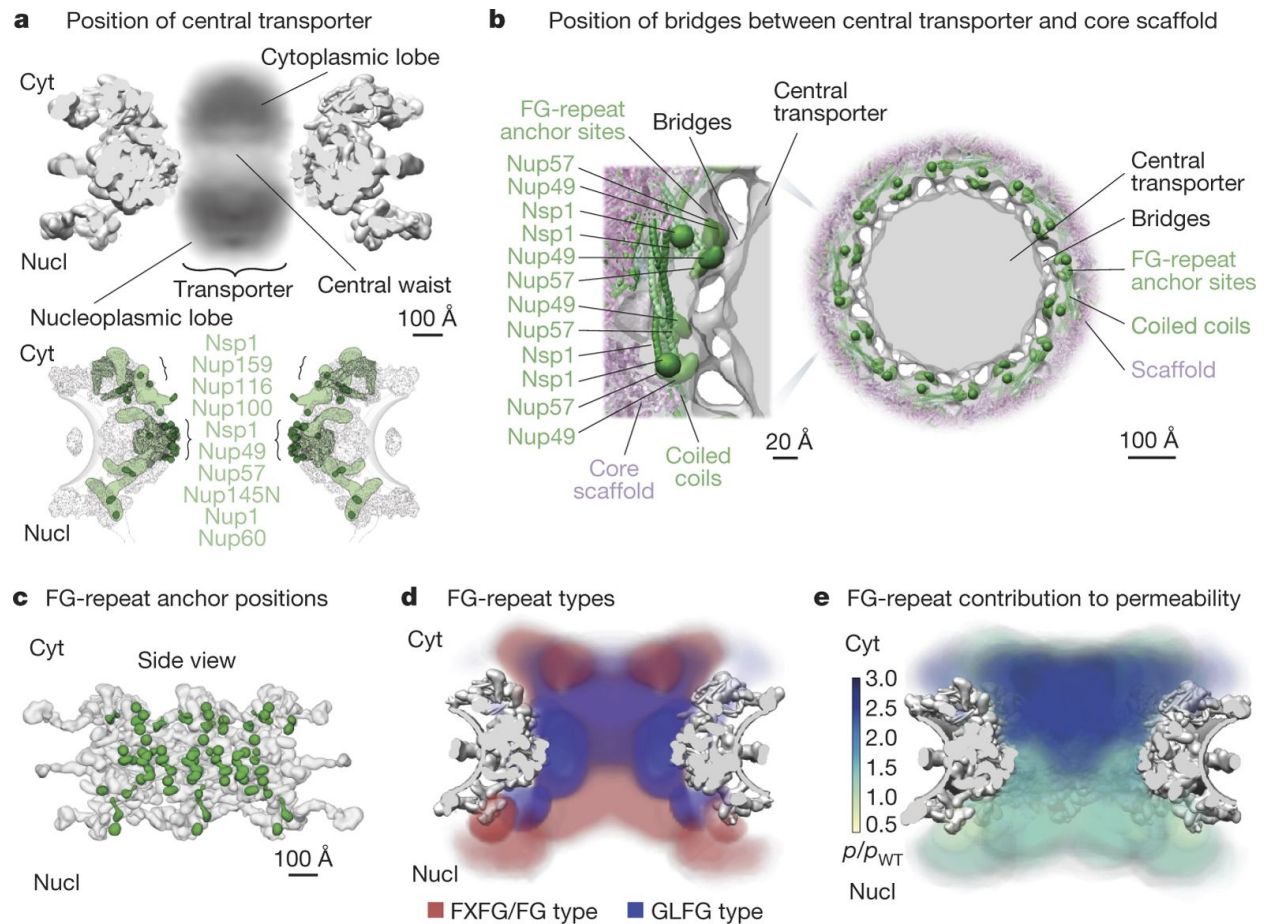 a Position of central transporter
Cytoplasmic lobe
Cyt
Nucl
Transporter
Central waist
Nucleoplasmic lobe
100 Å
Cyt
Nsp1
Nup159
Nup116
Nup100
Nsp1
Nup49
Nup57
Nup145N
Nup1
Nup60
Nucl
b Position of bridges between central transporter and core scaffold
Central
transporter
FG-repeat
anchor sites
Bridges
Nup57
Nup49
Nsp1
Nsp1
Nup49
Nup57
Nup49
Nup57
Nsp1
Nsp1
Nup57
Nup49
Core
scaffold
Coiled
coils
20 Å
Central
transporter
Bridges
FG-repeat
anchor sites
Coiled coils
Scaffold
100 Å
c FG-repeat anchor positions
Cyt
Side view
100 Å
Nucl
d FG-repeat types
Cyt
Nucl
FXFG/FG type
GLFG type
e FG-repeat contribution to permeability
Cyt
3.0
2.5
2.0
1.5
1.0
0.5
p/pWT
Nucl